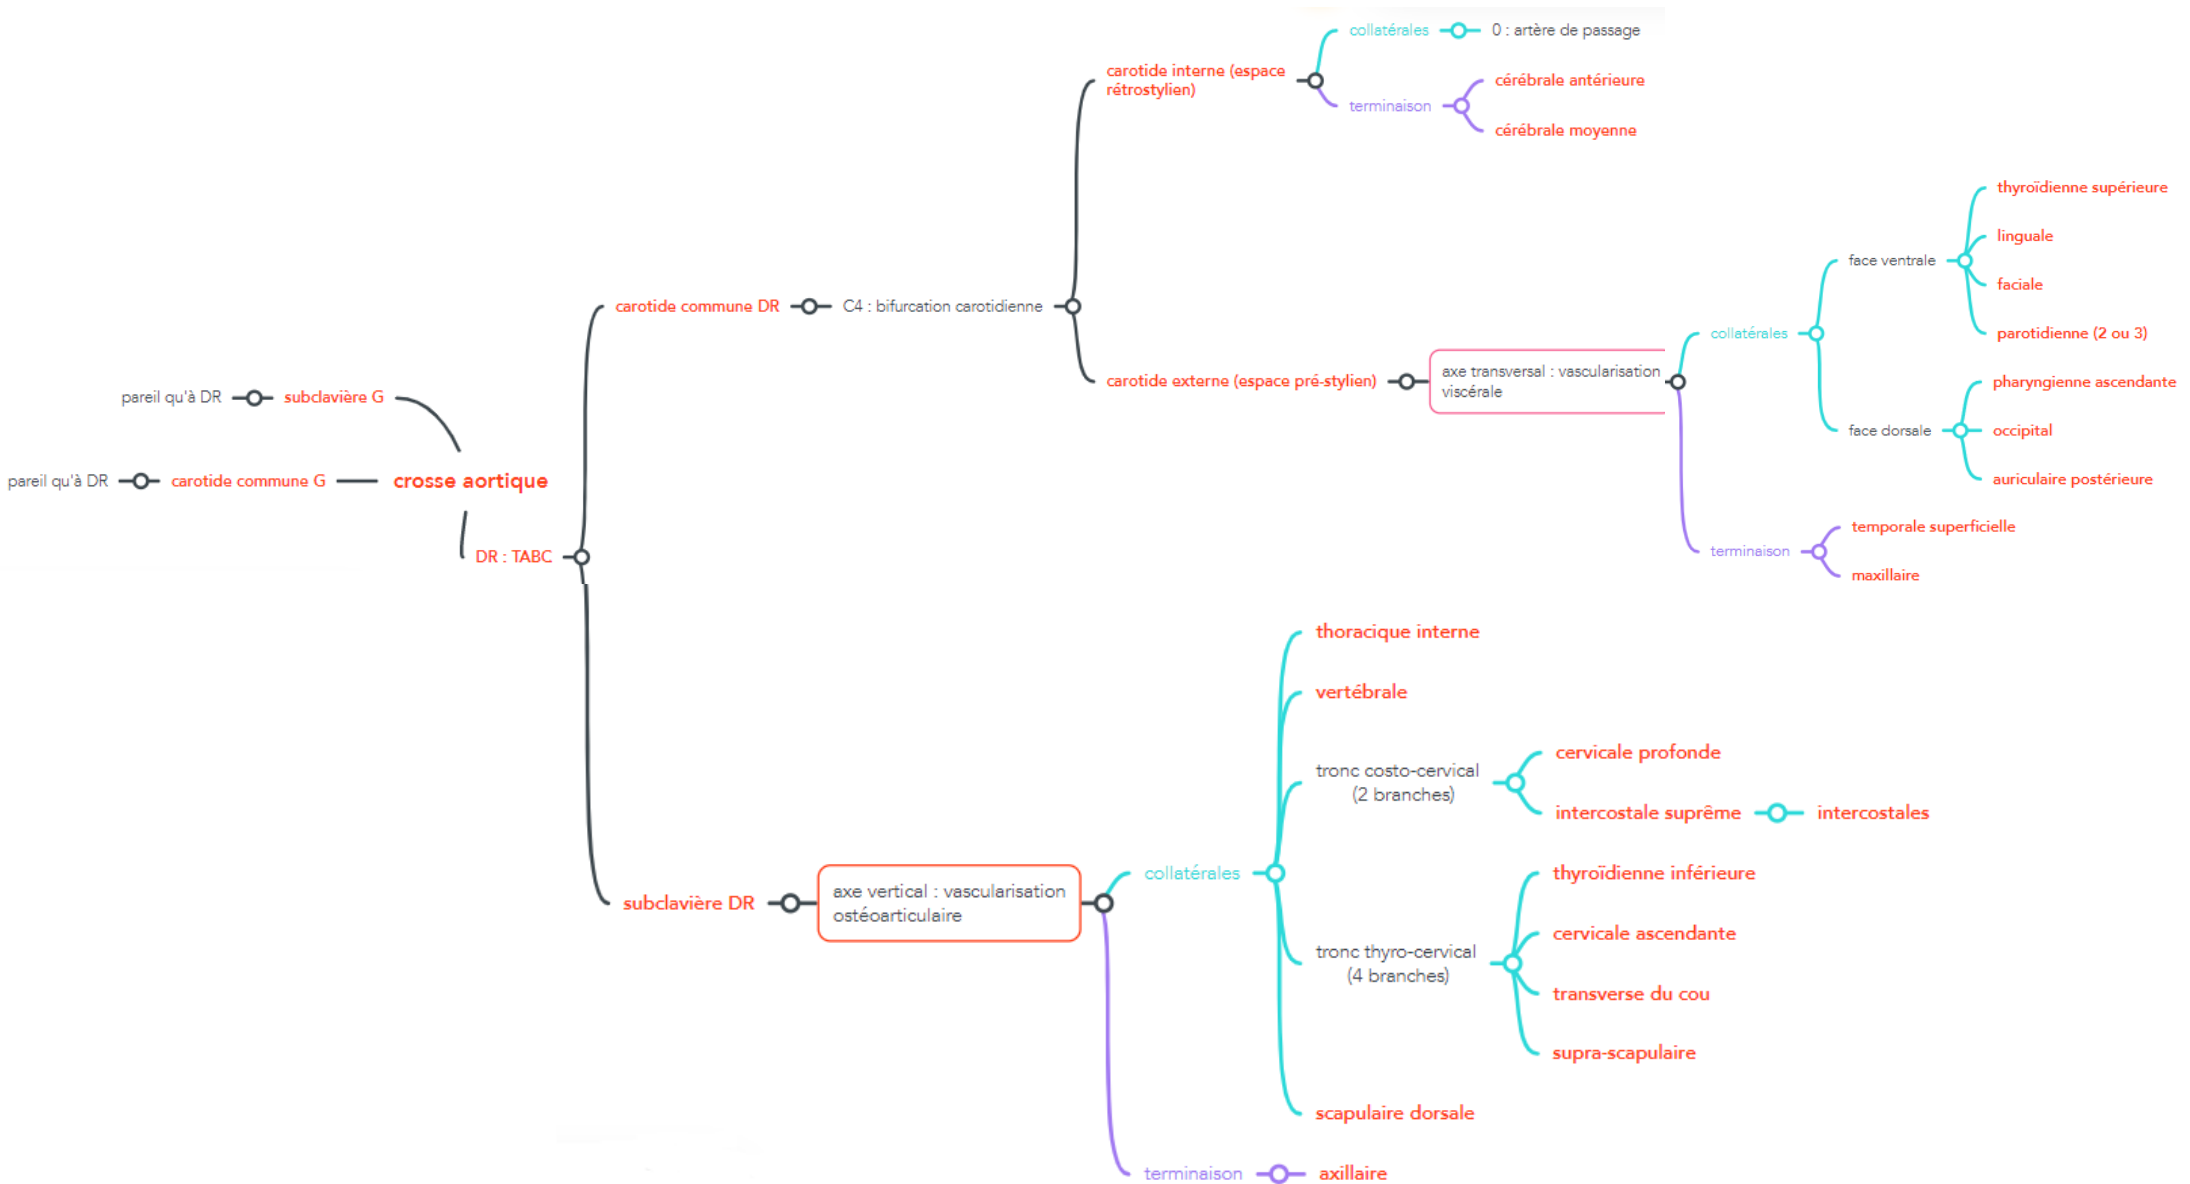 collatérales
0 : artère de passage
carotide interne (espace
rétrostylien)
cérébrale antérieure
terminaison
cérébrale moyenne
thyroïdienne supérieure
linguale
face ventrale
faciale
carotide commune DR
C4 : bifurcation carotidienne
collatérales
parotidienne (2 ou 3)
carotide externe (espace pré-stylien)
axe transversal : vascularisation
viscérale
pharyngienne ascendante
face dorsale
occipital
auriculaire postérieure
pareil qu'à DR
subclavière G
pareil qu'à DR
carotide commune G
crosse aortique
DR : TABC
temporale superficielle
terminaison
maxillaire
thoracique interne
vertébrale
cervicale profonde
tronc costo-cervical
(2 branches)
intercostale suprême
intercostales
subclavière DR
axe vertical : vascularisation
ostéoarticulaire
collatérales
thyroïdienne inférieure
cervicale ascendante
tronc thyro-cervical
(4 branches)
transverse du cou
supra-scapulaire
scapulaire dorsale
terminaison
axillaire